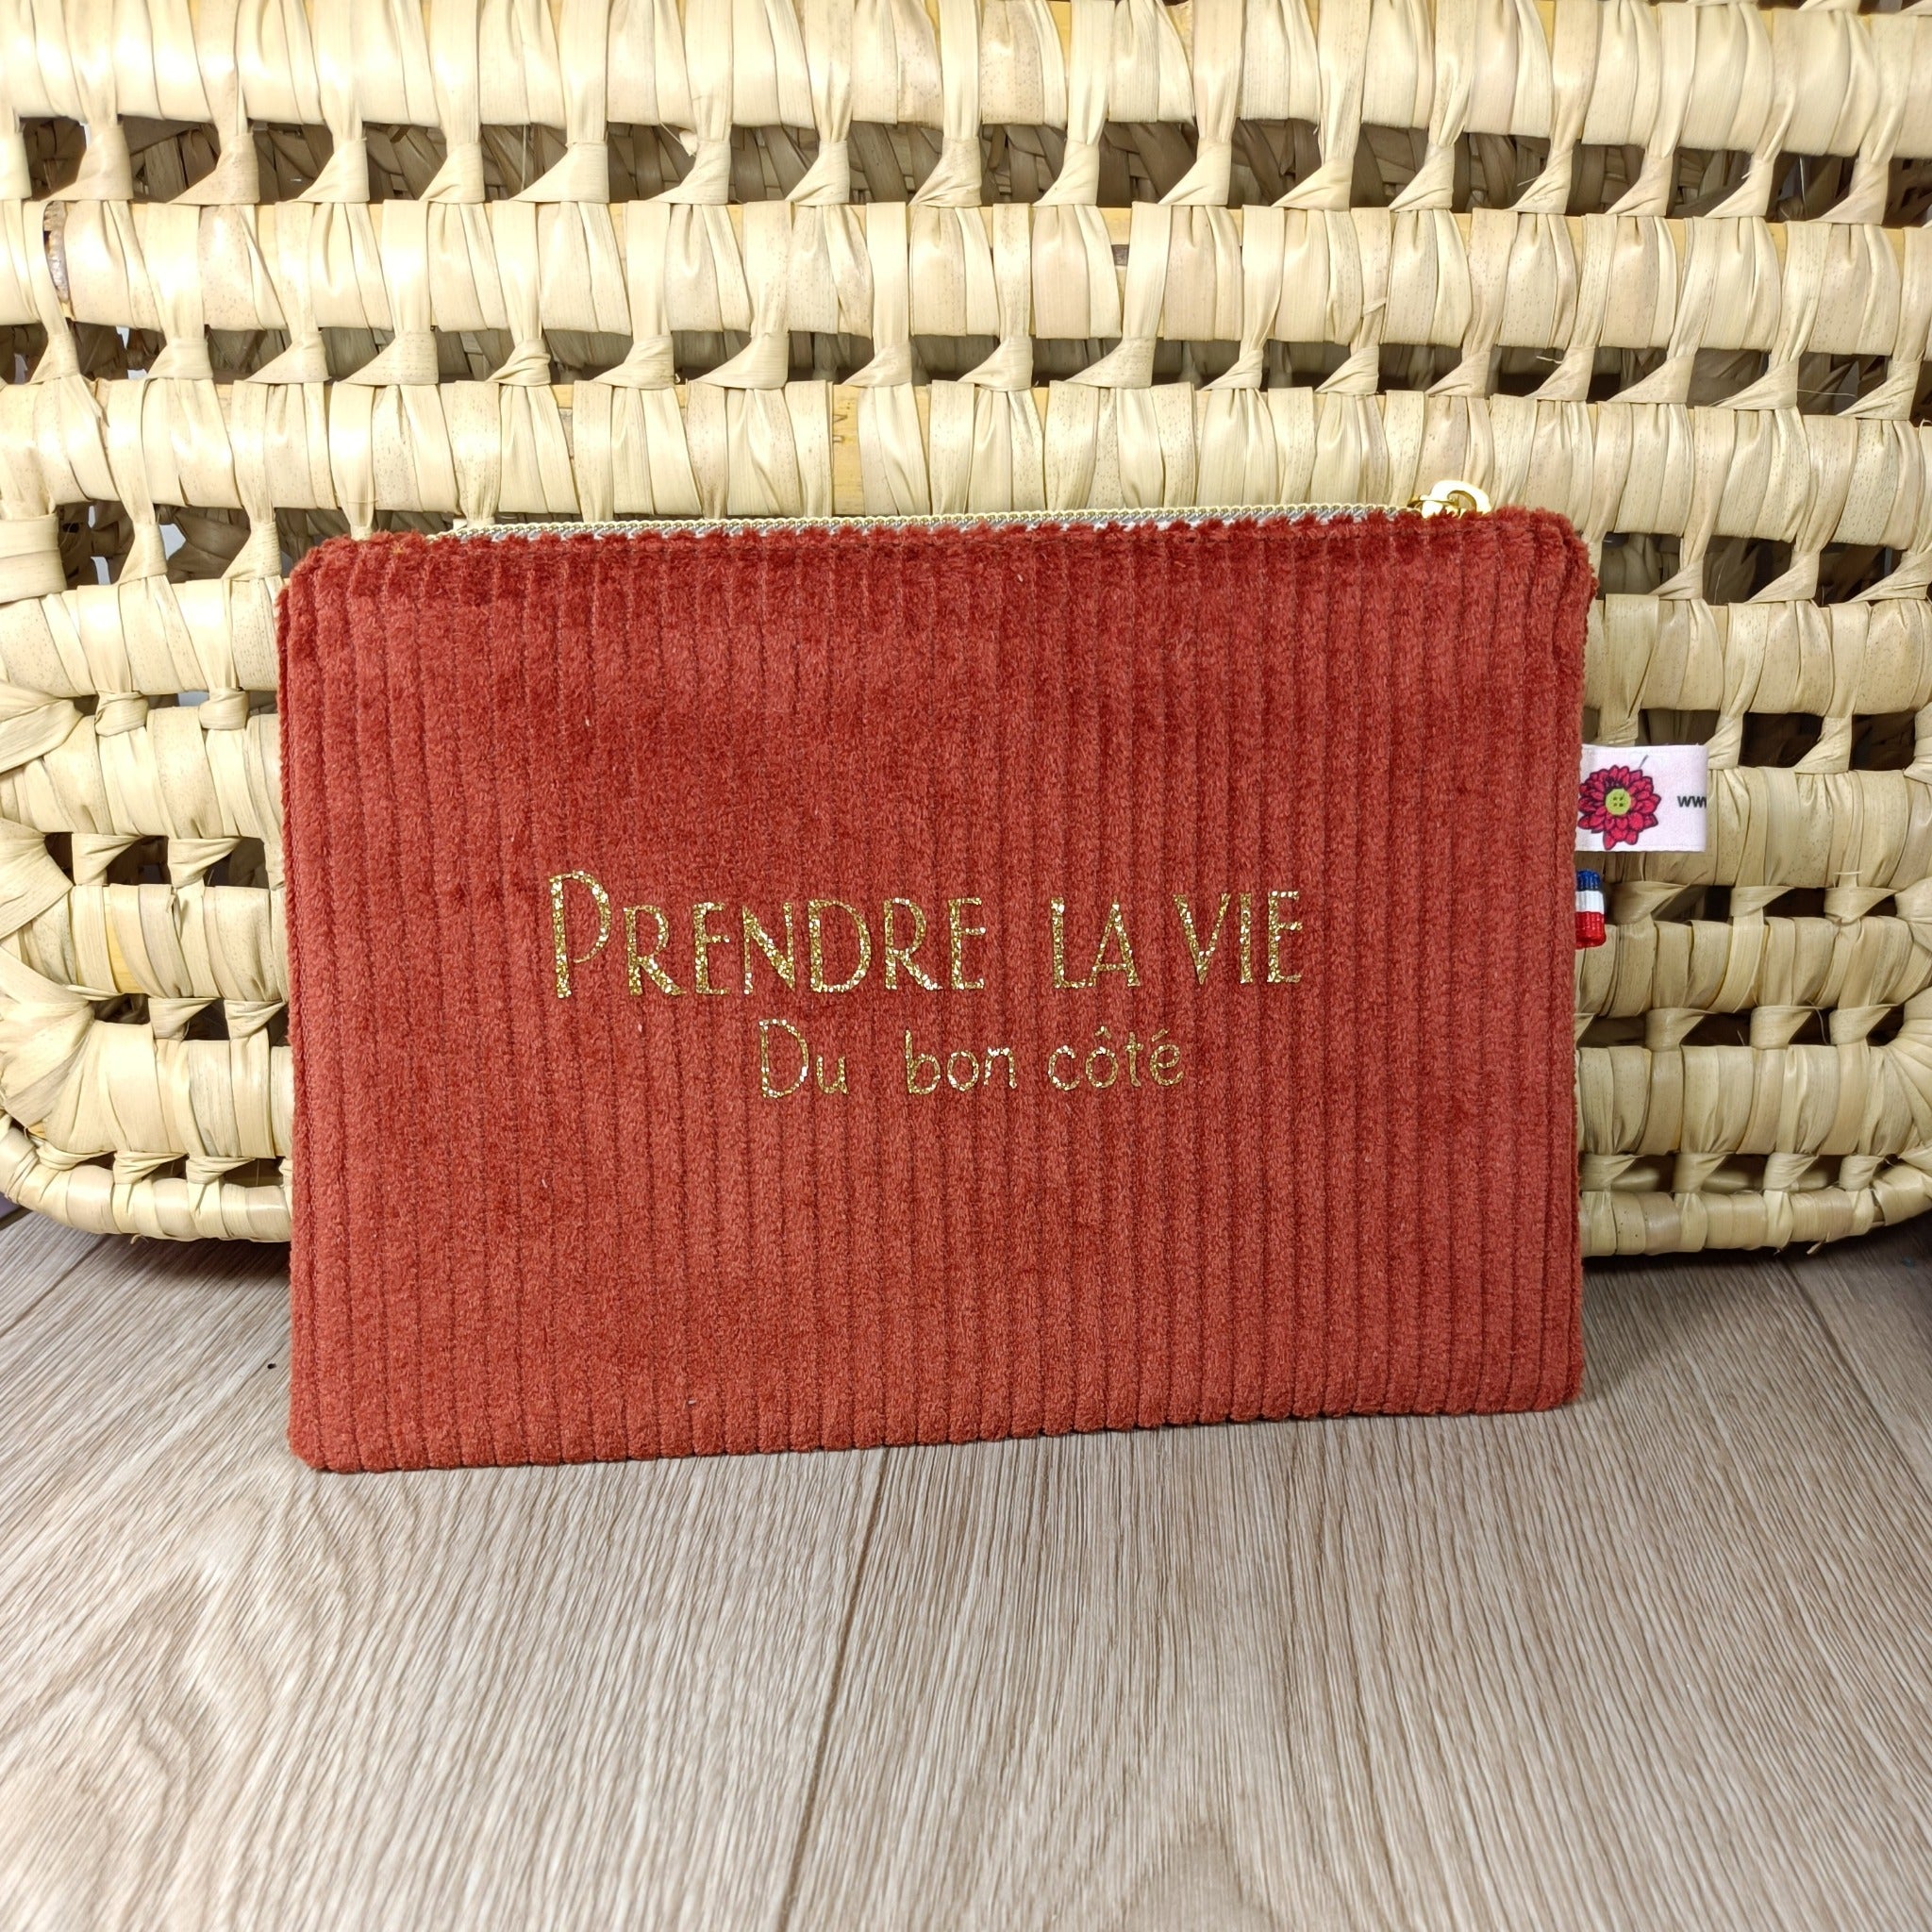 PRENDRE LA VIE
Du bon côté